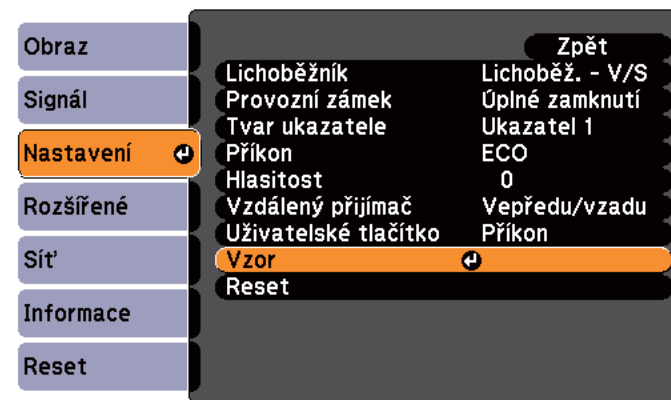 Obraz
Signál
Nastavení
Rozšířené
Síť
Informace
Reset
Zpět
Lichoběžník Lichoběž. - V/S
Provozní zámek Úplné zamknutí
Tvar ukazatele Ukazatel 1
Příkon ECO
Hlasitost 0
Vzdálený přijímač Vepředu/vzadu
Uživatelské tlačítko Příkon
Vzor
Reset